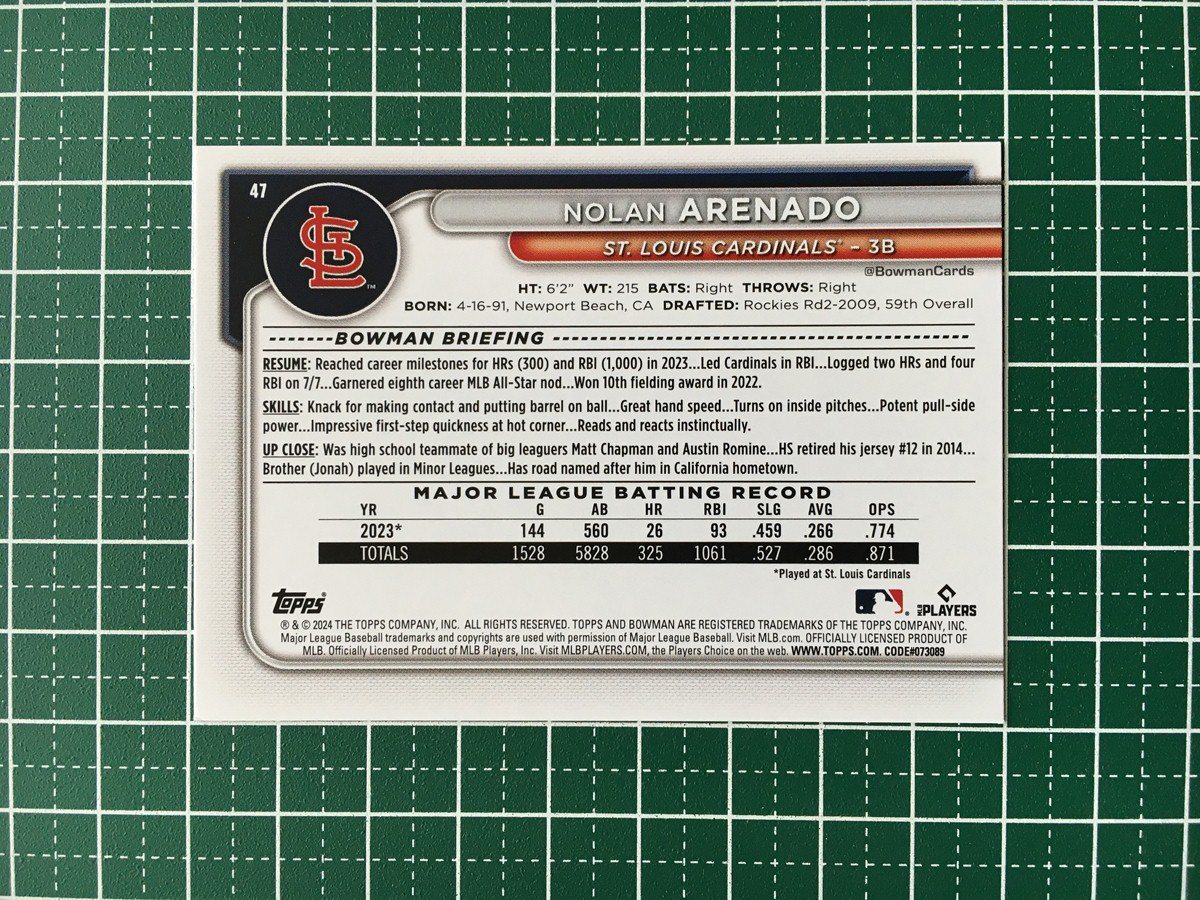 47
STL ™
NOLAN ARENADO
ST. LOUIS CARDINALS® – 3B
@BowmanCards
HT: 6'2" WT: 215 BATS: Right THROWS: Right
BORN: 4-16-91, Newport Beach, CA DRAFTED: Rockies Rd2-2009, 59th Overall
BOWMAN BRIEFING
RESUME: Reached career milestones for HRs (300) and RBI (1,000) in 2023...Led Cardinals in RBI...Logged two HRs and four
RBI on 7/7...Garnered eighth career MLB All-Star nod...Won 10th fielding award in 2022.
SKILLS: Knack for making contact and putting barrel on ball...Great hand speed...Turns on inside pitches...Potent pull-side
power...Impressive first-step quickness at hot corner...Reads and reacts instinctually.
UP CLOSE: Was high school teammate of big leaguers Matt Chapman and Austin Romine...HS retired his jersey #12 in 2014...
Brother (Jonah) played in Minor Leagues...Has road named after him in California hometown.
MAJOR LEAGUE BATTING RECORD
YR G AB HR RBI SLG AVG OPS
2023* 144 560 26 93 .459 .266 .774
TOTALS 1528 5828 325 1061 .527 .286 .871
*Played at St. Louis Cardinals
Topps® MLB PLAYERS
® & © 2024 THE TOPPS COMPANY, INC. ALL RIGHTS RESERVED. TOPPS AND BOWMAN ARE REGISTERED TRADEMARKS OF THE TOPPS COMPANY, INC.
Major League Baseball trademarks and copyrights are used with permission of Major League Baseball. Visit MLB.com. OFFICIALLY LICENSED PRODUCT OF
MLB. Officially Licensed Product of MLB Players, Inc. Visit MLBPLAYERS.COM, the Players Choice on the web. WWW.TOPPS.COM. CODE#073089